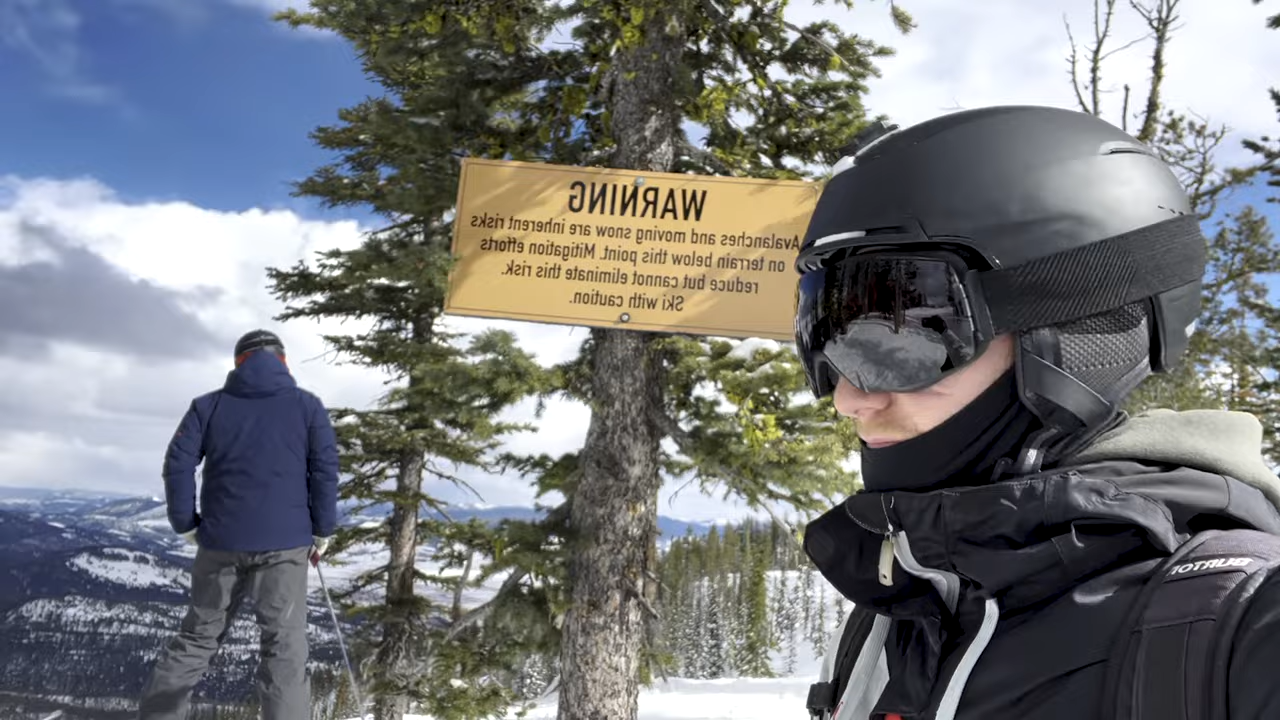 WARNING
Avalanches and moving snow are inherent risks
on terrain below this point. Mitigation efforts
reduce but cannot eliminate this risk.
Ski with caution.
BURTON